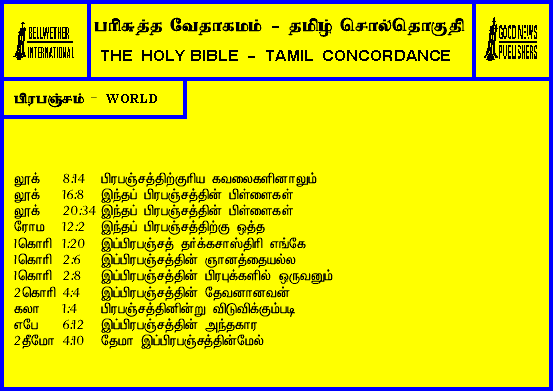 BELLWETHER
INTERNATIONAL
பரிசுத்த வேதாகமம் - தமிழ் சொல்தொகுதி
THE HOLY BIBLE - TAMIL CONCORDANCE
GOOD NEWS
PUBLISHERS
பிரபஞ்சம் - WORLD
லூக் 8:14 பிரபஞ்சத்திற்குரிய கவலைகளினாலும்
லூக் 16:8 இந்தப் பிரபஞ்சத்தின் பிள்ளைகள்
லூக் 20:34 இந்தப் பிரபஞ்சத்தின் பிள்ளைகள்
ரோம 12:2 இந்தப் பிரபஞ்சத்திற்கு ஒத்த
1கொரி 1:20 இப்பிரபஞ்சத் தர்க்கசாஸ்திரி எங்கே
1கொரி 2:6 இப்பிரபஞ்சத்தின் ஞானத்தையல்ல
1கொரி 2:8 இப்பிரபஞ்சத்தின் பிரபுக்களில் ஒருவனும்
2கொரி 4:4 இப்பிரபஞ்சத்தின் தேவனானவன்
கலா 1:4 பிரபஞ்சத்தினின்று விடுவிக்கும்படி
எபே 6:12 இப்பிரபஞ்சத்தின் அந்தகார
2தீமோ 4:10 தேமா இப்பிரபஞ்சத்தின்மேல்